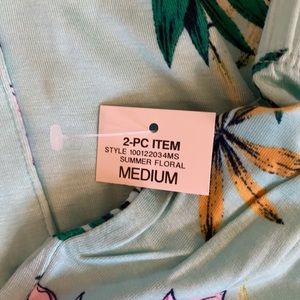 2-PC ITEM
STYLE 100122034MS
SUMMER FLORAL
MEDIUM